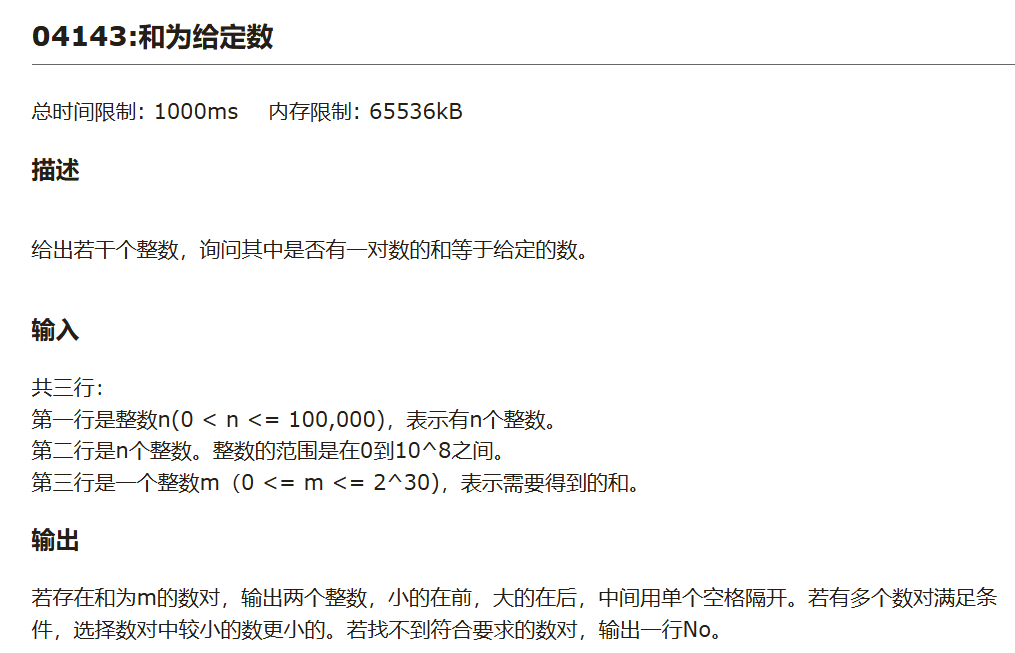 04143:和为给定数
总时间限制: 1000ms 内存限制: 65536kB
描述
给出若干个整数，询问其中是否有一对数的和等于给定的数。
输入
共三行：
第一行是整数n(0 < n <= 100,000)，表示有n个整数。
第二行是n个整数。整数的范围是在0到10^8之间。
第三行是一个整数m（0 <= m <= 2^30)，表示需要得到的和。
输出
若存在和为m的数对，输出两个整数，小的在前，大的在后，中间用单个空格隔开。若有多个数对满足条
件，选择数对中较小的数更小的。若找不到符合要求的数对，输出一行No。